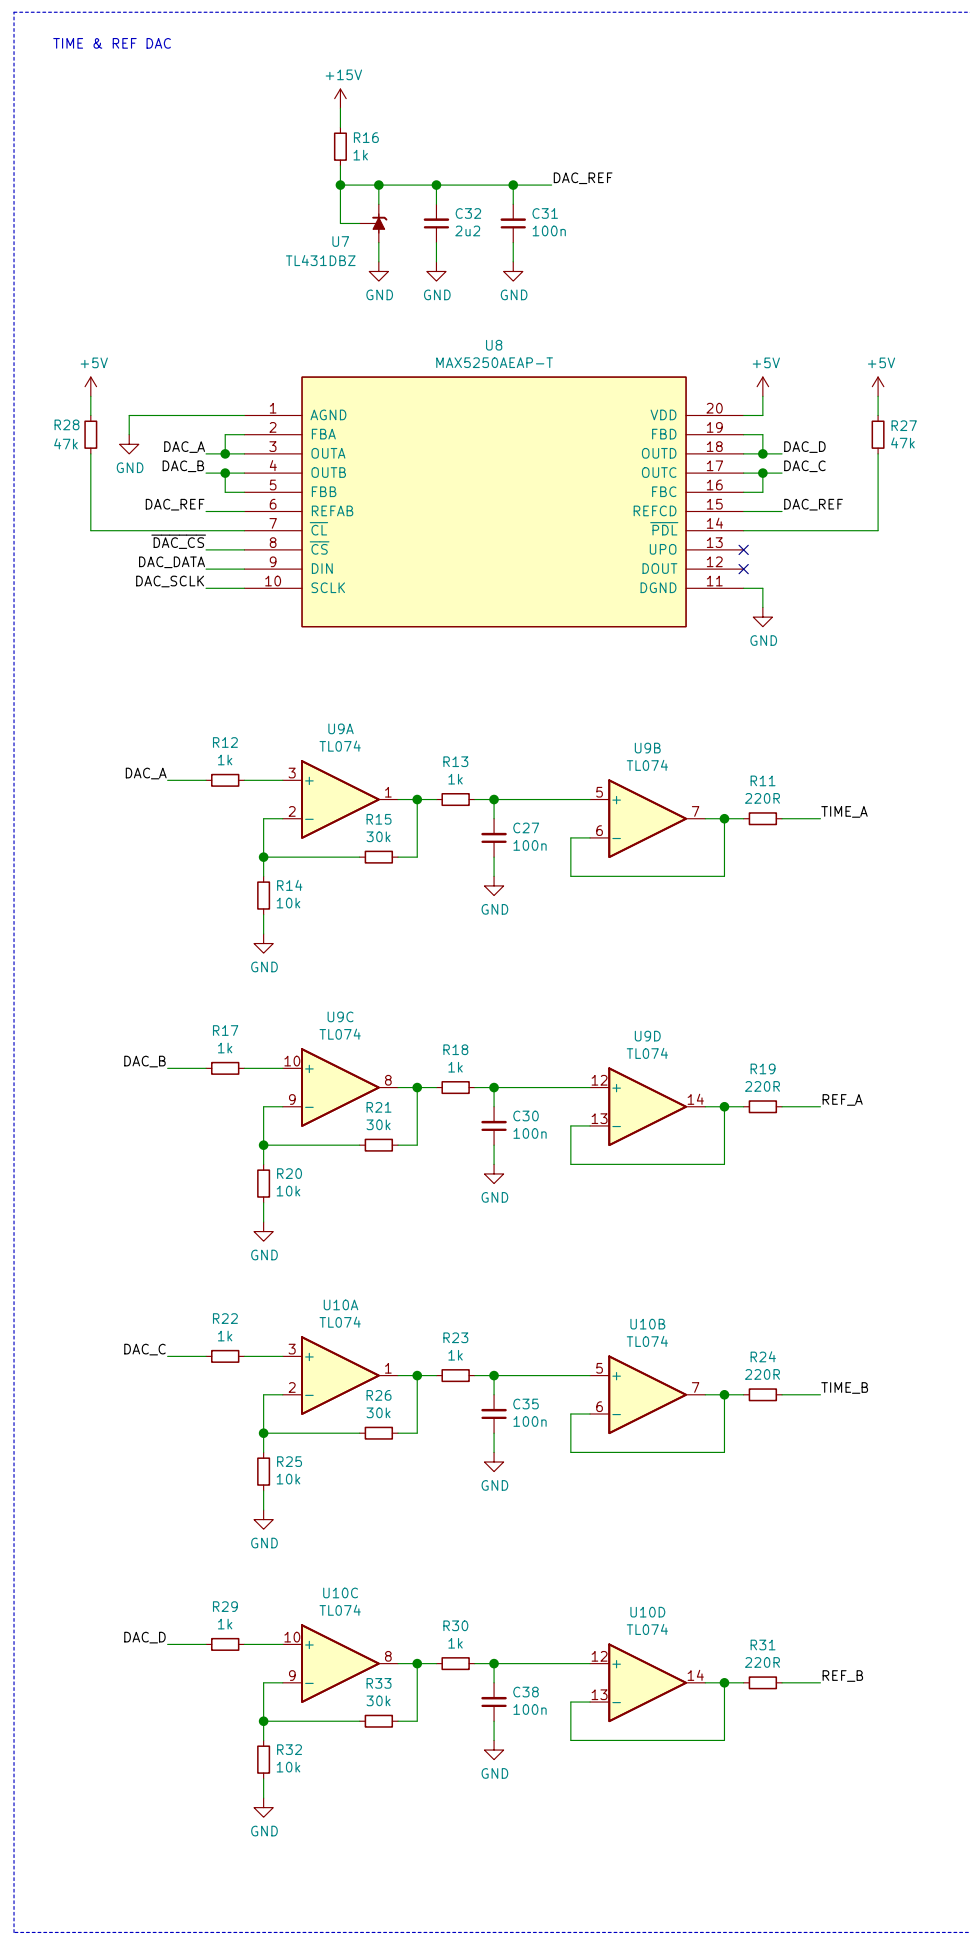 TIME & REF DAC
+15V
R16
1k
DAC_REF
U7
TL431DBZ
C32
2u2
C31
100n
GND
GND
GND
U8
MAX5250AEAP-T
+5V
+5V
+5V
R28
47k
R27
47k
GND
1 AGND
2 FBA
DAC_A 3 OUTA
DAC_B 4 OUTB
5 FBB
DAC_REF 6 REFAB
7 CL
DAC_CS 8 CS
DAC_DATA 9 DIN
DAC_SCLK 10 SCLK
VDD 20
FBD 19
OUTD 18 DAC_D
OUTC 17 DAC_C
FBC 16
REFCD 15 DAC_REF
PDL 14
UPO 13
DOUT 12
DGND 11
GND
U9A
TL074
R12
1k
DAC_A
3 +
2 −
1
R13
1k
R15
30k
R14
10k
GND
C27
100n
GND
U9B
TL074
5 +
6 −
7
R11
220R
TIME_A
U9C
TL074
R17
1k
DAC_B
10 +
9 −
8
R18
1k
R21
30k
R20
10k
GND
C30
100n
GND
U9D
TL074
12 +
13 −
14
R19
220R
REF_A
U10A
TL074
R22
1k
DAC_C
3 +
2 −
1
R23
1k
R26
30k
R25
10k
GND
C35
100n
GND
U10B
TL074
5 +
6 −
7
R24
220R
TIME_B
U10C
TL074
R29
1k
DAC_D
10 +
9 −
8
R30
1k
R33
30k
R32
10k
GND
C38
100n
GND
U10D
TL074
12 +
13 −
14
R31
220R
REF_B